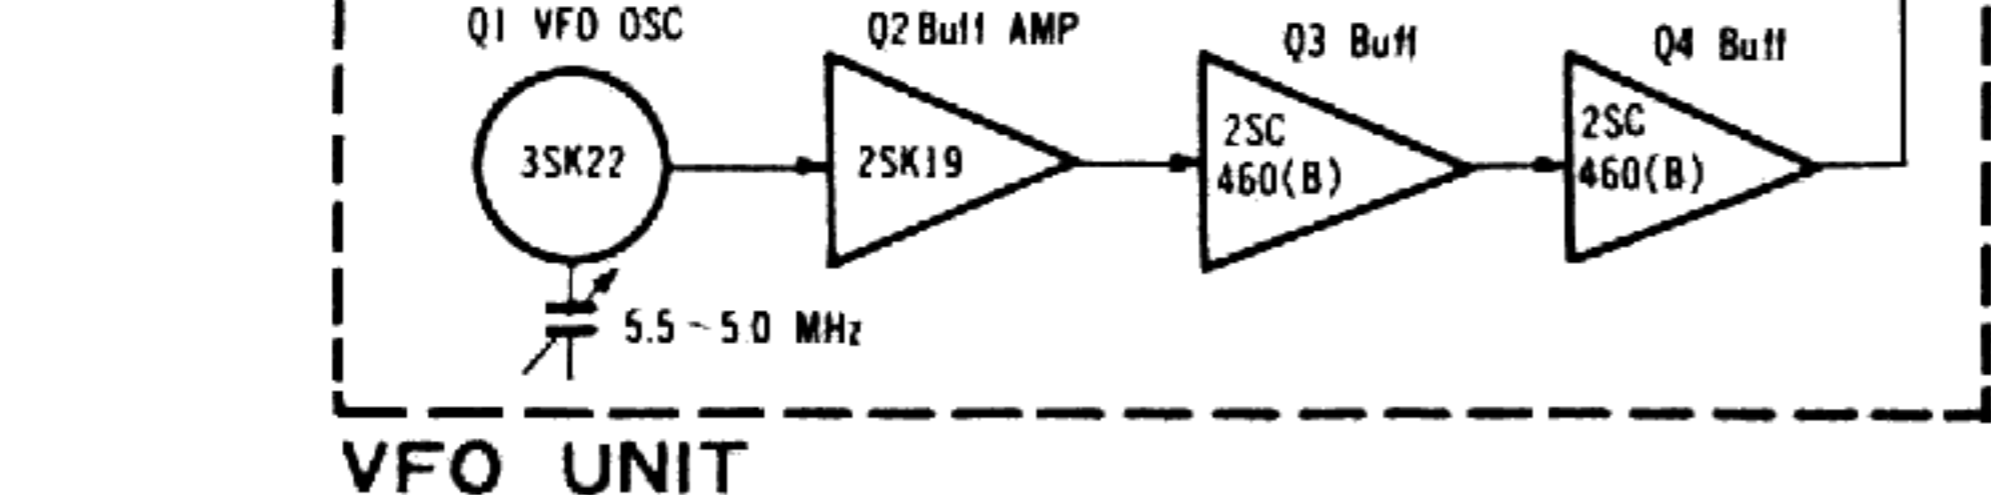 Q1 VFO OSC
Q2 Buff AMP
Q3 Buff
Q4 Buff
3SK22
2SK19
2SC
460(B)
2SC
460(B)
5.5~5.0 MHz
VFO UNIT